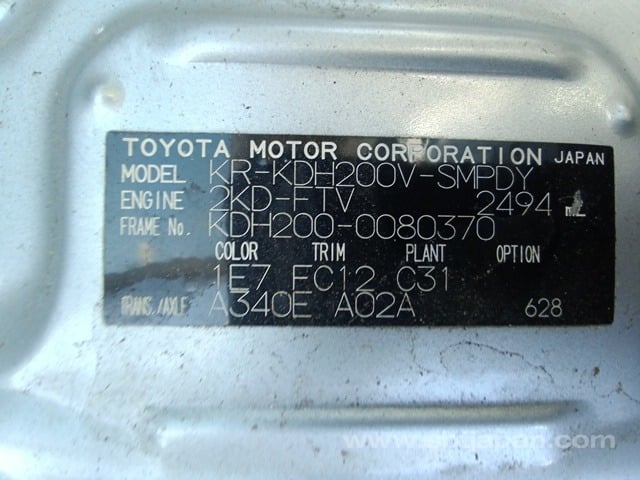 TOYOTA MOTOR CORPORATION JAPAN
MODEL KR-KDH200V-SMPDY
ENGINE 2KD-FTV 2494 mL
FRAME No. KDH200-0080370
COLOR TRIM PLANT OPTION
1E7 FC12 C31
TRANS./AXLE A340E A02A 628